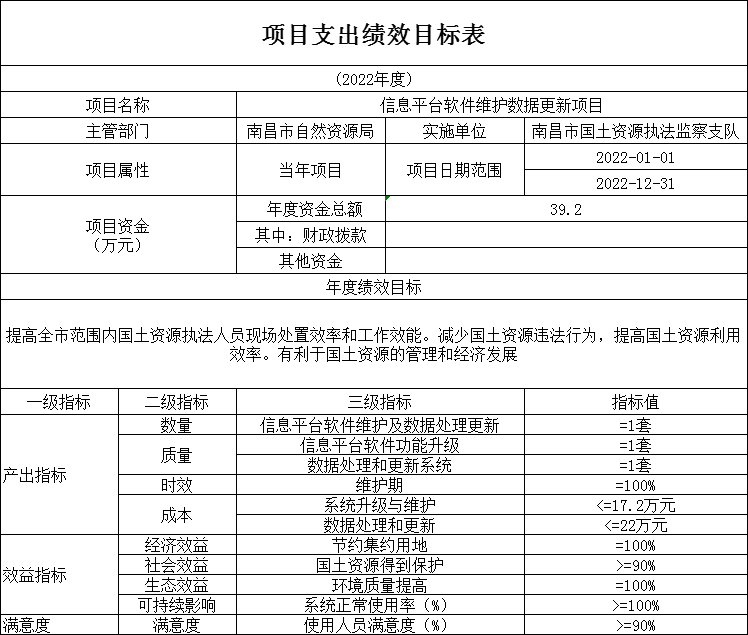 项目支出绩效目标表
(2022年度)
项目名称 信息平台软件维护数据更新项目
主管部门 南昌市自然资源局 实施单位 南昌市国土资源执法监察支队
项目属性 当年项目 项目日期范围 2022-01-01
2022-12-31
项目资金
(万元) 年度资金总额 39.2
其中: 财政拨款
其他资金
年度绩效目标
提高全市范围内国土资源执法人员现场处置效率和工作效能。减少国土资源违法行为，提高国土资源利用
效率。有利于国土资源的管理和经济发展
一级指标 二级指标 三级指标 指标值
产出指标 数量 信息平台软件维护及数据处理更新 =1套
质量 信息平台软件功能升级 =1套
数据处理和更新系统 =1套
时效 维护期 =100%
成本 系统升级与维护 <=17.2万元
数据处理和更新 <=22万元
效益指标 经济效益 节约集约用地 =100%
社会效益 国土资源得到保护 >=90%
生态效益 环境质量提高 =100%
可持续影响 系统正常使用率（%） >=100%
满意度 满意度 使用人员满意度（%） >=90%